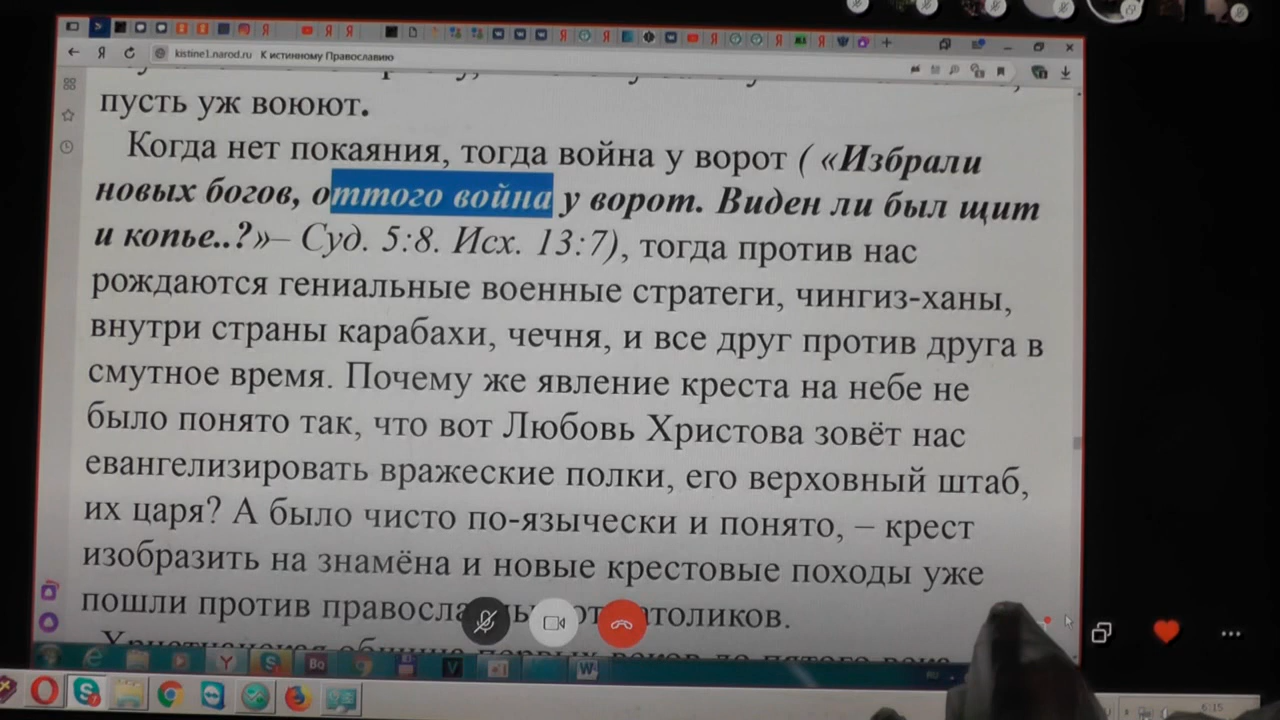 kistine1.narod.ru К истинному Православию
пусть уж воюют.
Когда нет покаяния, тогда война у ворот ( «Избрали
новых богов, оттого война у ворот. Виден ли был щит
и копье..?»– Суд. 5:8. Исх. 13:7), тогда против нас
рождаются гениальные военные стратеги, чингиз-ханы,
внутри страны карабахи, чечня, и все друг против друга в
смутное время. Почему же явление креста на небе не
было понято так, что вот Любовь Христова зовёт нас
евангелизировать вражеские полки, его верховный штаб,
их царя? А было чисто по-язычески и понято, – крест
изобразить на знамёна и новые крестовые походы уже
пошли против католиков.
6:15